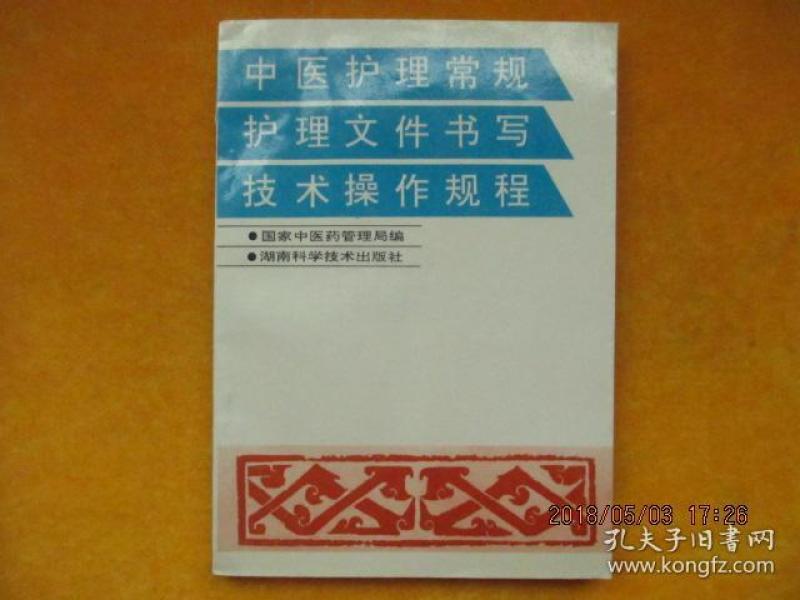 中医护理常规
护理文件书写
技术操作规程
●国家中医药管理局编
●湖南科学技术出版社
2018/05/03 17:26
孔夫子旧書网
www.kongfz.com